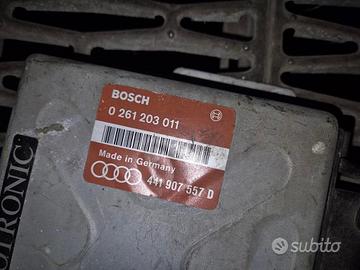 BOSCH
0 261 203 011
Made in Germany
441 907 557 D
TRONIC
subito